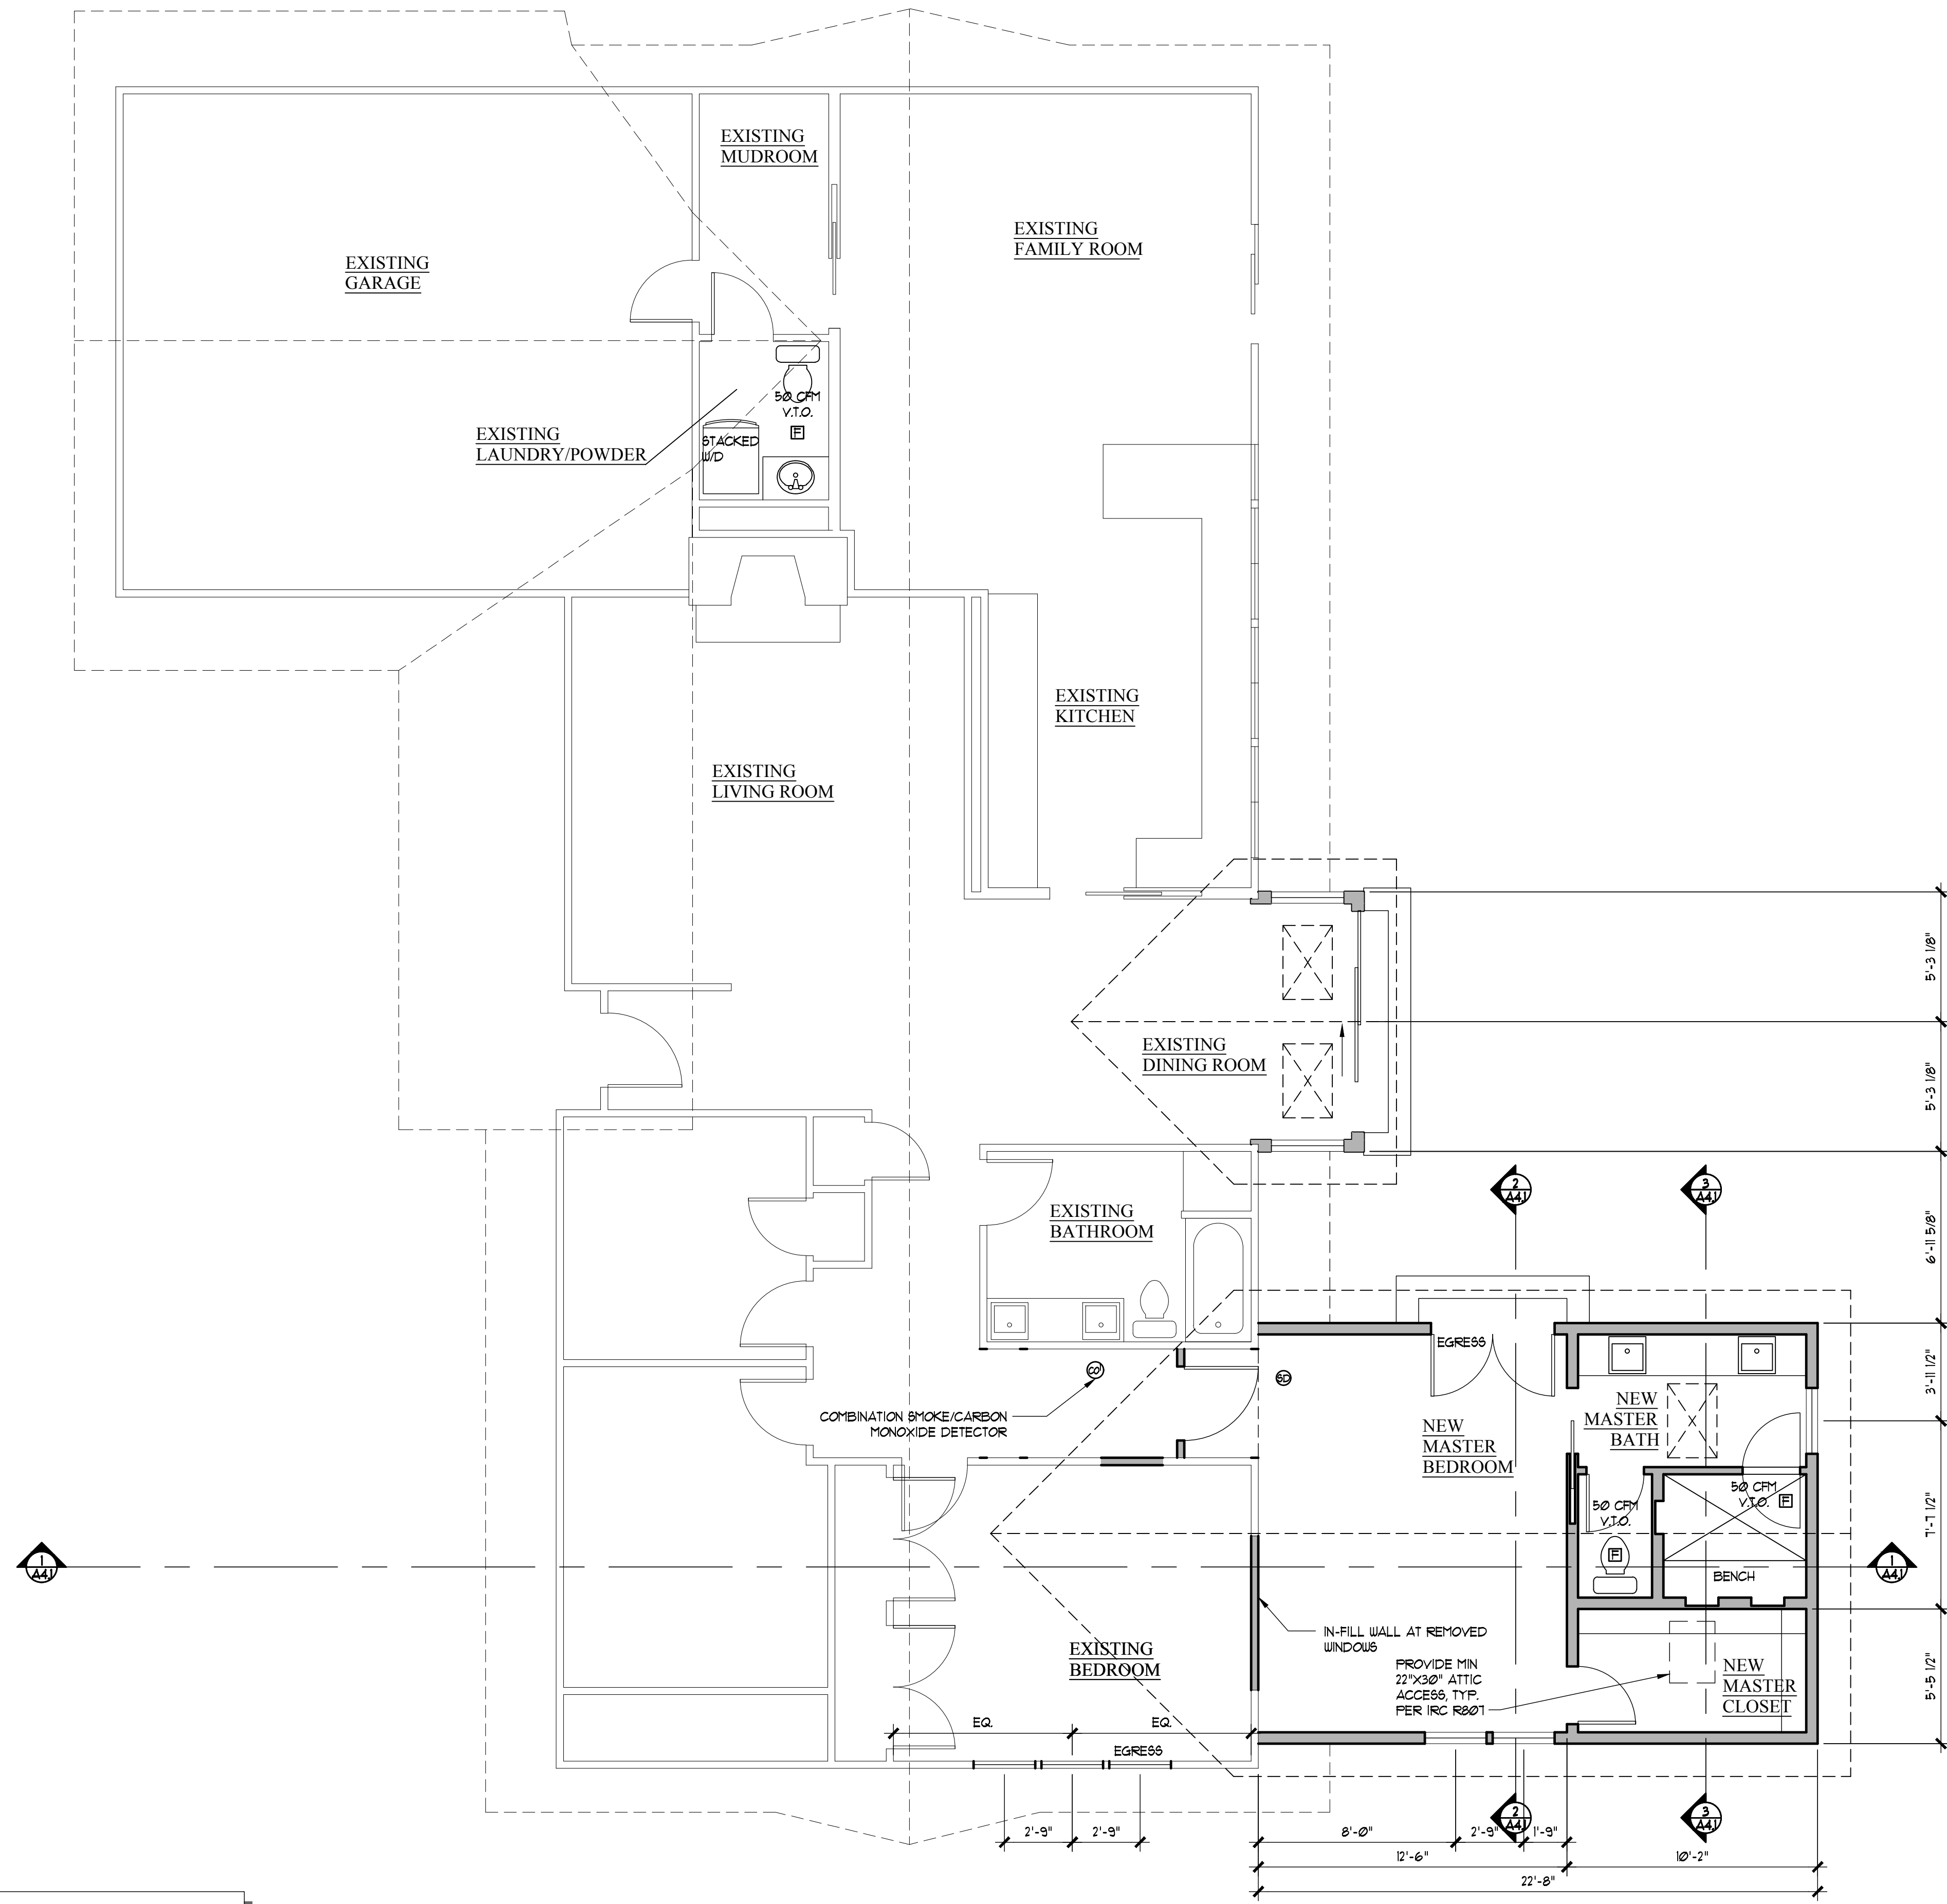 EXISTING
MUDROOM
EXISTING
FAMILY ROOM
EXISTING
GARAGE
50 CFM
V.T.O.
F
EXISTING
LAUNDRY/POWDER
STACKED
W/D
EXISTING
KITCHEN
EXISTING
LIVING ROOM
5'-3 1/8"
EXISTING
DINING ROOM
5'-3 1/8"
2
A4.1
3
A4.1
EXISTING
BATHROOM
6'-11 5/8"
EGRESS
CO
SD
COMBINATION SMOKE/CARBON
MONOXIDE DETECTOR
NEW
MASTER
BEDROOM
NEW
MASTER
BATH
3'-11 1/2"
50 CFM
V.T.O.
F
50 CFM
V.T.O.
F
7'-7 1/2"
1
A4.1
1
A4.1
BENCH
IN-FILL WALL AT REMOVED
WINDOWS
EXISTING
BEDROOM
PROVIDE MIN
22"X30" ATTIC
ACCESS, TYP.
PER IRC R807
NEW
MASTER
CLOSET
5'-5 1/2"
EQ.
EQ.
EGRESS
2'-9"
2'-9"
8'-0"
2'-9"
1'-9"
2
A4.1
3
A4.1
12'-6"
10'-2"
22'-8"